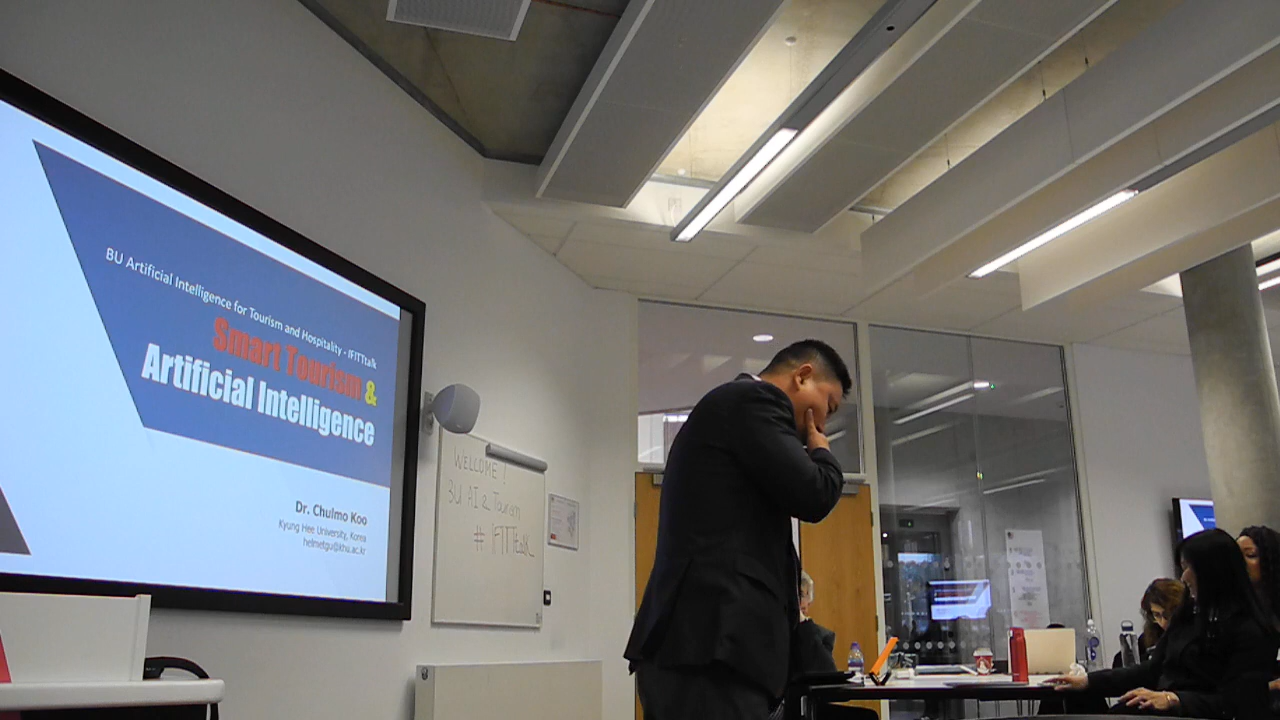 BU Artificial Intelligence for Tourism and Hospitality - IFITTtalk
Smart Tourism &
Artificial Intelligence
Dr. Chulmo Koo
Kyung Hee University, Korea
helmetgu@khu.ac.kr
WELCOME !
BU AI & Tourism
# IFITTtalk